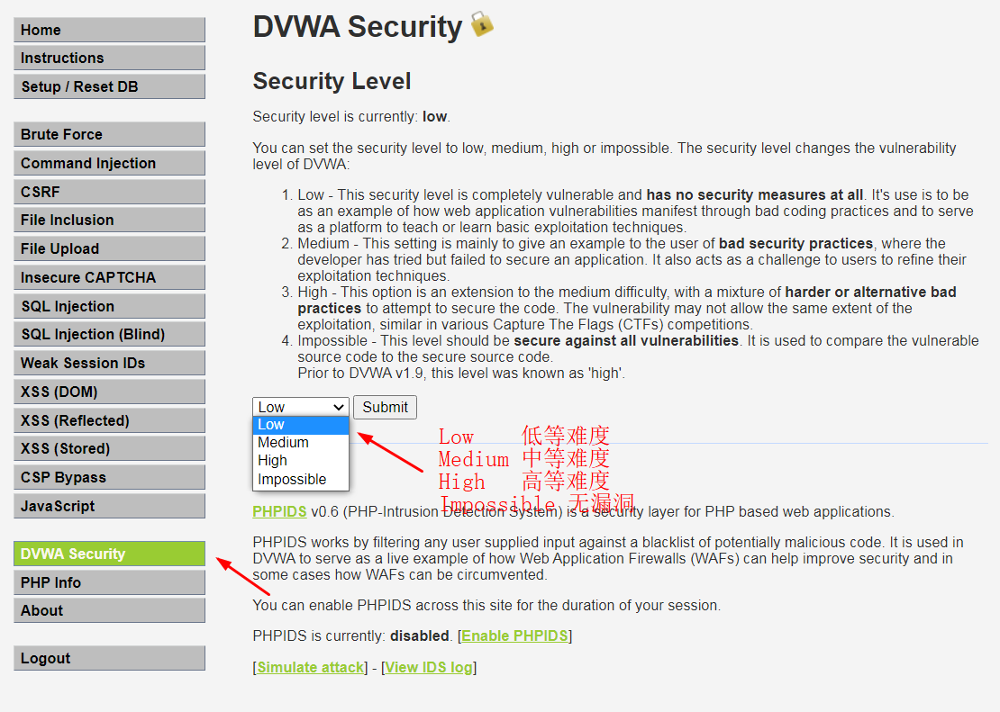 Home
Instructions
Setup / Reset DB
Brute Force
Command Injection
CSRF
File Inclusion
File Upload
Insecure CAPTCHA
SQL Injection
SQL Injection (Blind)
Weak Session IDs
XSS (DOM)
XSS (Reflected)
XSS (Stored)
CSP Bypass
JavaScript
DVWA Security
PHP Info
About
Logout
DVWA Security
Security Level
Security level is currently: low.
You can set the security level to low, medium, high or impossible. The security level changes the vulnerability
level of DVWA:
1. Low - This security level is completely vulnerable and has no security measures at all. It's use is to be
as an example of how web application vulnerabilities manifest through bad coding practices and to serve
as a platform to teach or learn basic exploitation techniques.
2. Medium - This setting is mainly to give an example to the user of bad security practices, where the
developer has tried but failed to secure an application. It also acts as a challenge to users to refine their
exploitation techniques.
3. High - This option is an extension to the medium difficulty, with a mixture of harder or alternative bad
practices to attempt to secure the code. The vulnerability may not allow the same extent of the
exploitation, similar in various Capture The Flags (CTFs) competitions.
4. Impossible - This level should be secure against all vulnerabilities. It is used to compare the vulnerable
source code to the secure source code.
Prior to DVWA v1.9, this level was known as 'high'.
Low Submit
Low
Medium
High
Impossible
Low 低等难度
Medium 中等难度
High 高等难度
Impossible 无漏洞
PHPIDS v0.6 (PHP-Intrusion Detection System) is a security layer for PHP based web applications.
PHPIDS works by filtering any user supplied input against a blacklist of potentially malicious code. It is used in
DVWA to serve as a live example of how Web Application Firewalls (WAFs) can help improve security and in
some cases how WAFs can be circumvented.
You can enable PHPIDS across this site for the duration of your session.
PHPIDS is currently: disabled. [Enable PHPIDS]
[Simulate attack] - [View IDS log]